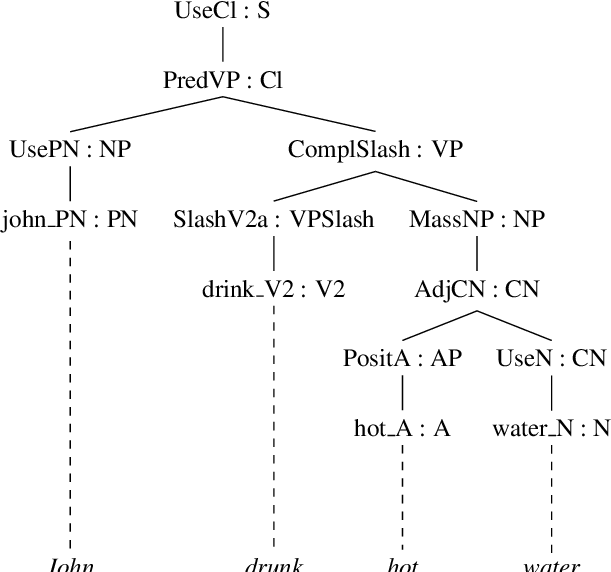 UseCl : S
PredVP : Cl
UsePN : NP ComplSlash : VP
john_PN : PN SlashV2a : VPSlash MassNP : NP
drink_V2 : V2 AdjCN : CN
PositA : AP UseN : CN
hot_A : A water_N : N
John drunk hot water